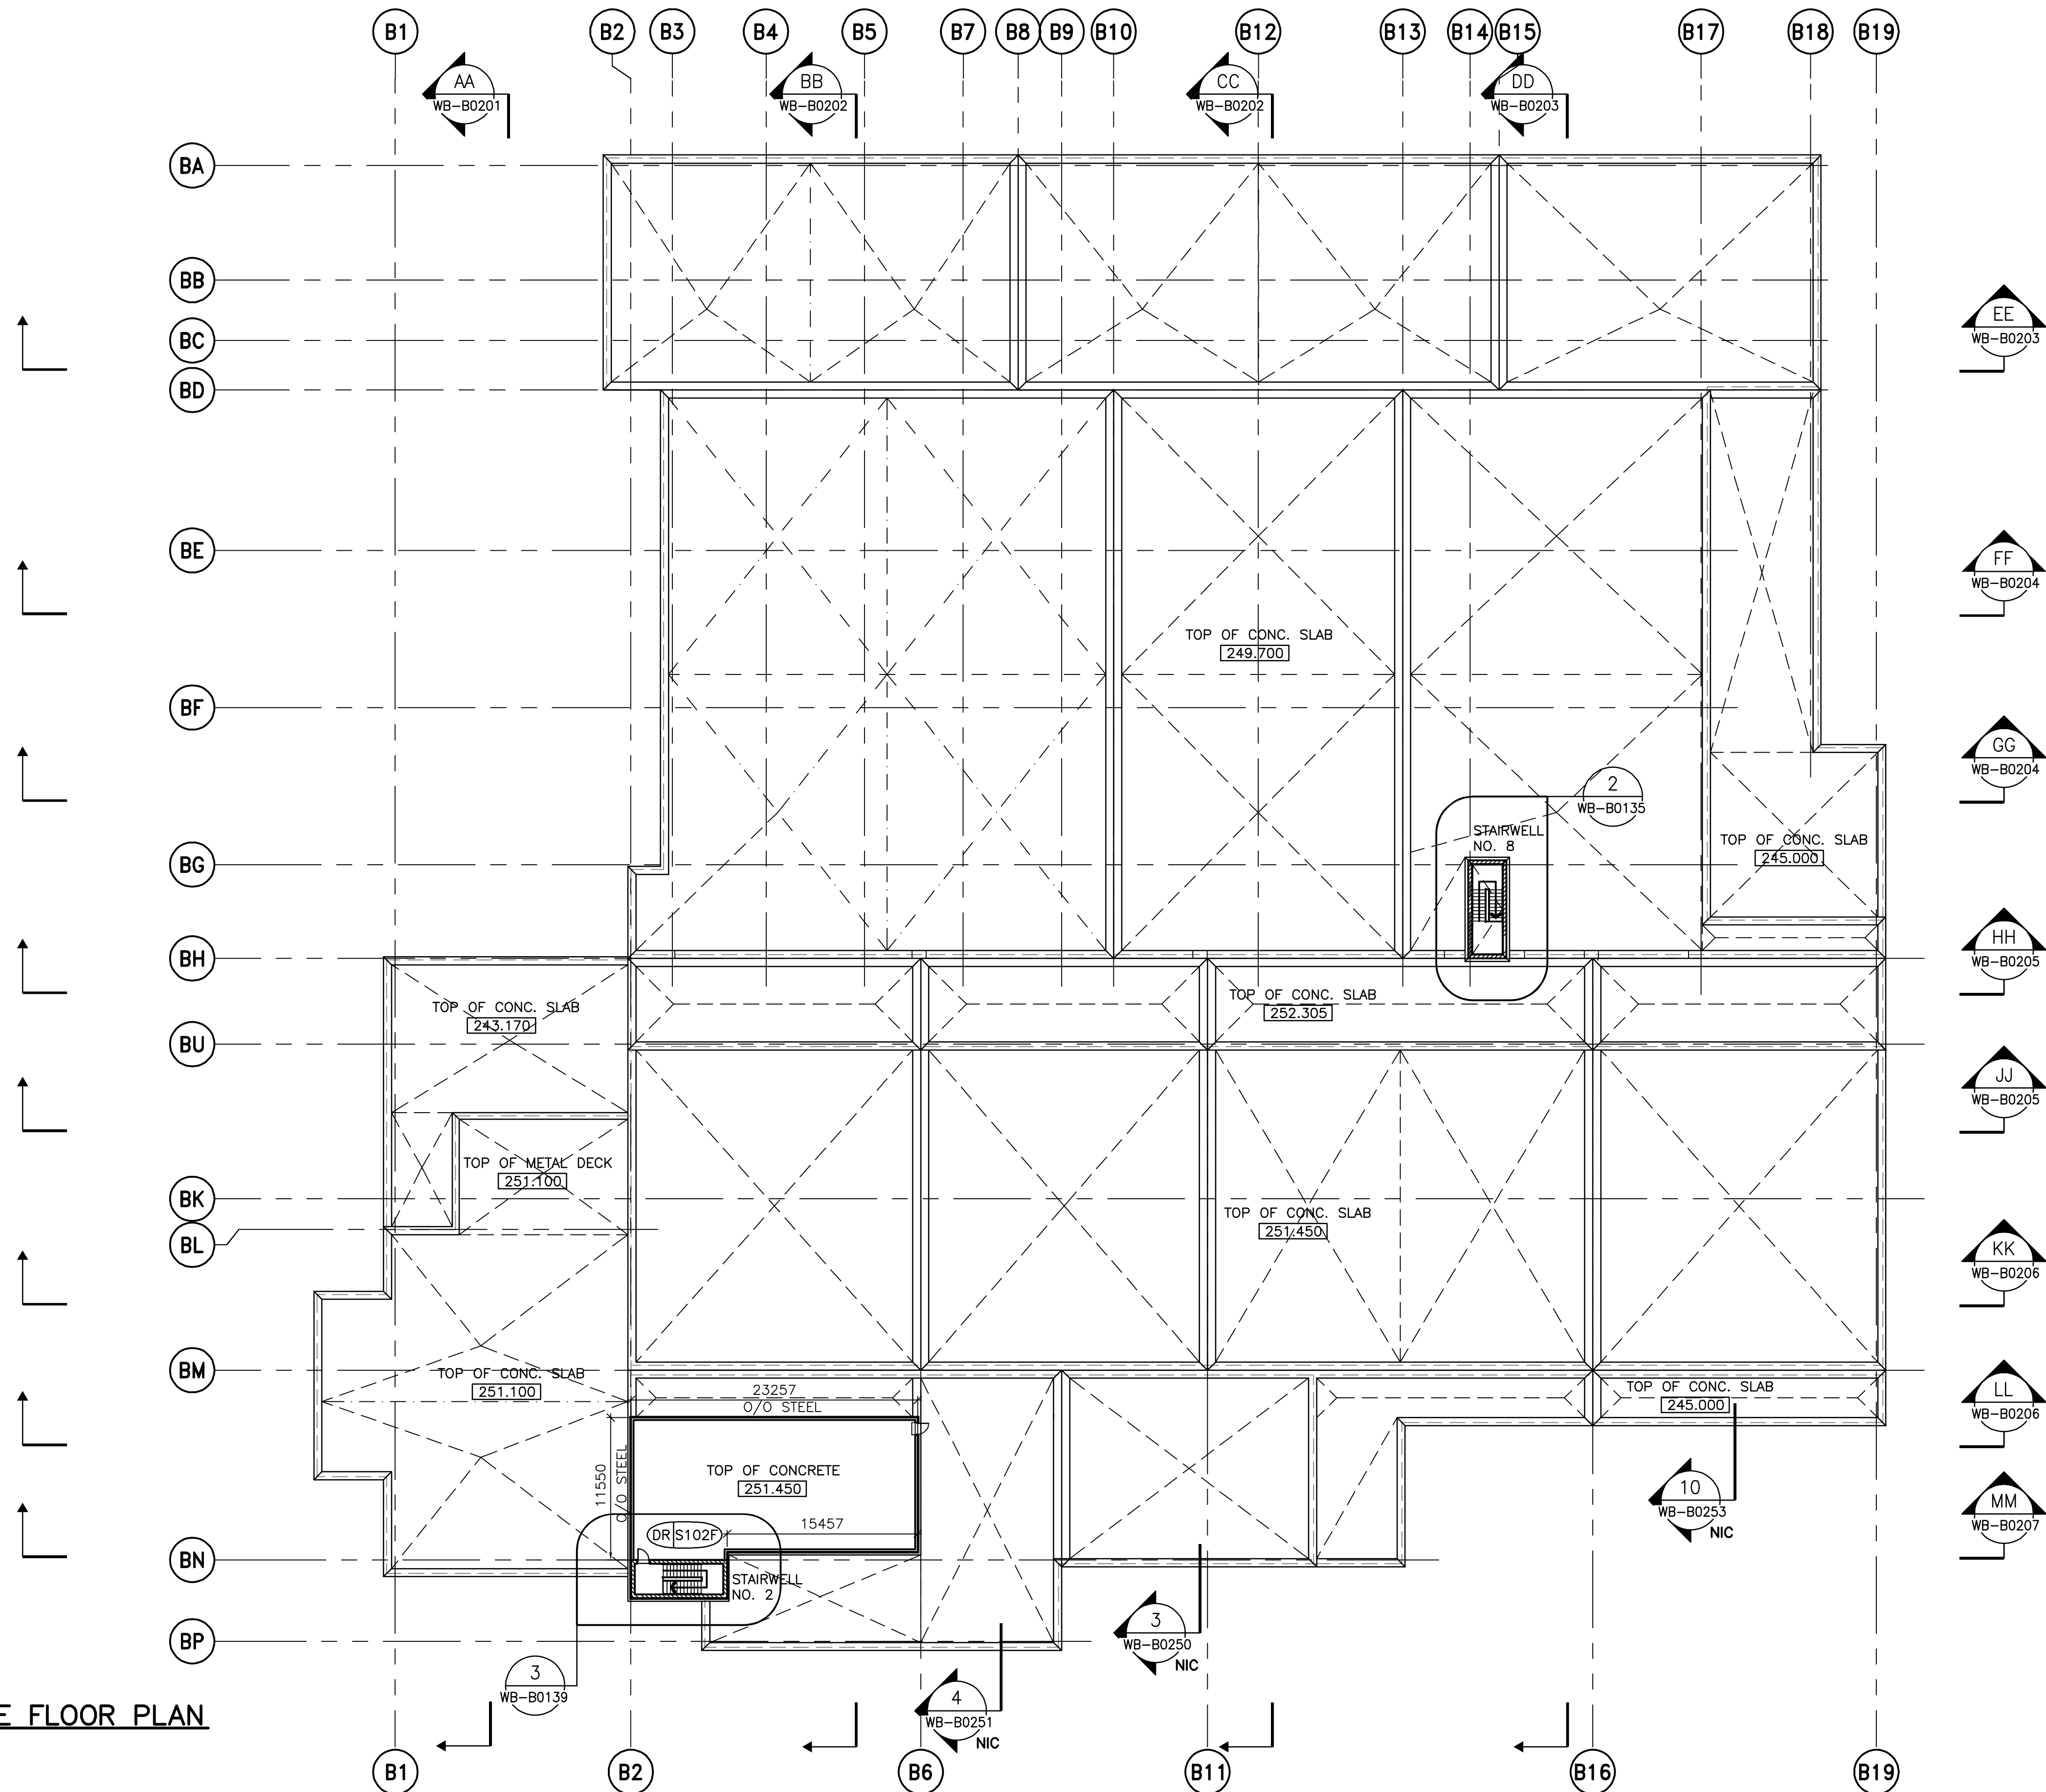 B1
B2
B3
B4
B5
B7
B8
B9
B10
B12
B13
B14
B15
B17
B18
B19
AA
WB-B0201
BB
WB-B0202
CC
WB-B0202
DD
WB-B0203
BA
BB
EE
WB-B0203
BC
BD
BE
FF
WB-B0204
TOP OF CONC. SLAB
249.700
BF
GG
WB-B0204
2
WB-B0135
STAIRWELL
NO. 8
TOP OF CONC. SLAB
245.000
BG
HH
WB-B0205
BH
TOP OF CONC. SLAB
243.170
TOP OF CONC. SLAB
252.305
BU
JJ
WB-B0205
TOP OF METAL DECK
251.100
BK
TOP OF CONC. SLAB
251.450
BL
KK
WB-B0206
BM
TOP OF CONC. SLAB
251.100
23257
O/O STEEL
TOP OF CONC. SLAB
245.000
LL
WB-B0206
11550
O/O STEEL
TOP OF CONCRETE
251.450
10
WB-B0253
NIC
MM
WB-B0207
DR S102F
15457
BN
STAIRWELL
NO. 2
BP
3
WB-B0250
NIC
3
WB-B0139
4
WB-B0251
NIC
E FLOOR PLAN
B1
B2
B6
B11
B16
B19